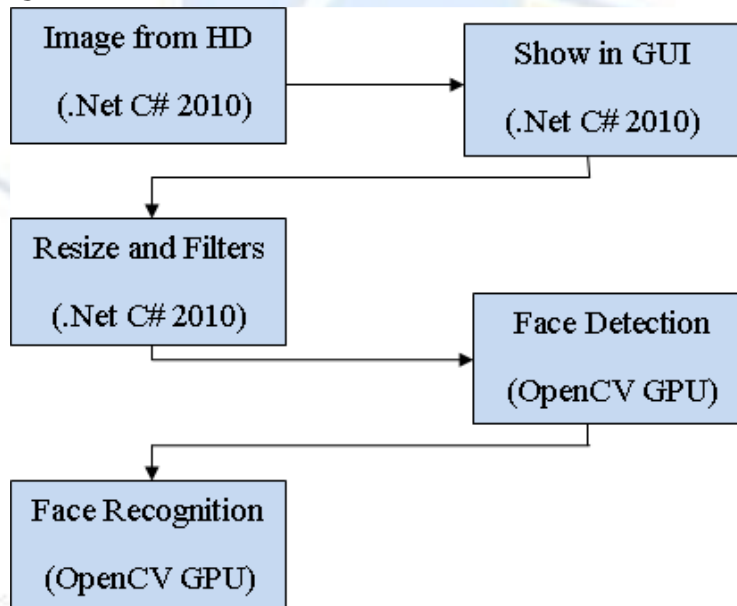 Image from HD
(.Net C# 2010)
Show in GUI
(.Net C# 2010)
Resize and Filters
(.Net C# 2010)
Face Detection
(OpenCV GPU)
Face Recognition
(OpenCV GPU)